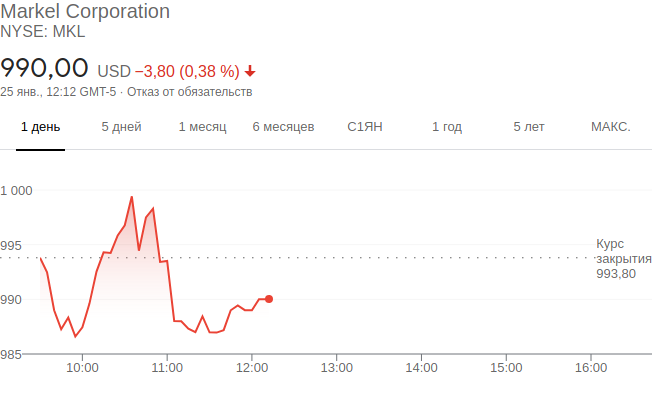 Markel Corporation
NYSE: MKL
990,00 USD −3,80 (0,38 %)
25 янв., 12:12 GMT-5 · Отказ от обязательств
1 день 5 дней 1 месяц 6 месяцев С1ЯН 1 год 5 лет МАКС.
1 000
995
Курс
закрытия
993,80
990
985
10:00 11:00 12:00 13:00 14:00 15:00 16:00